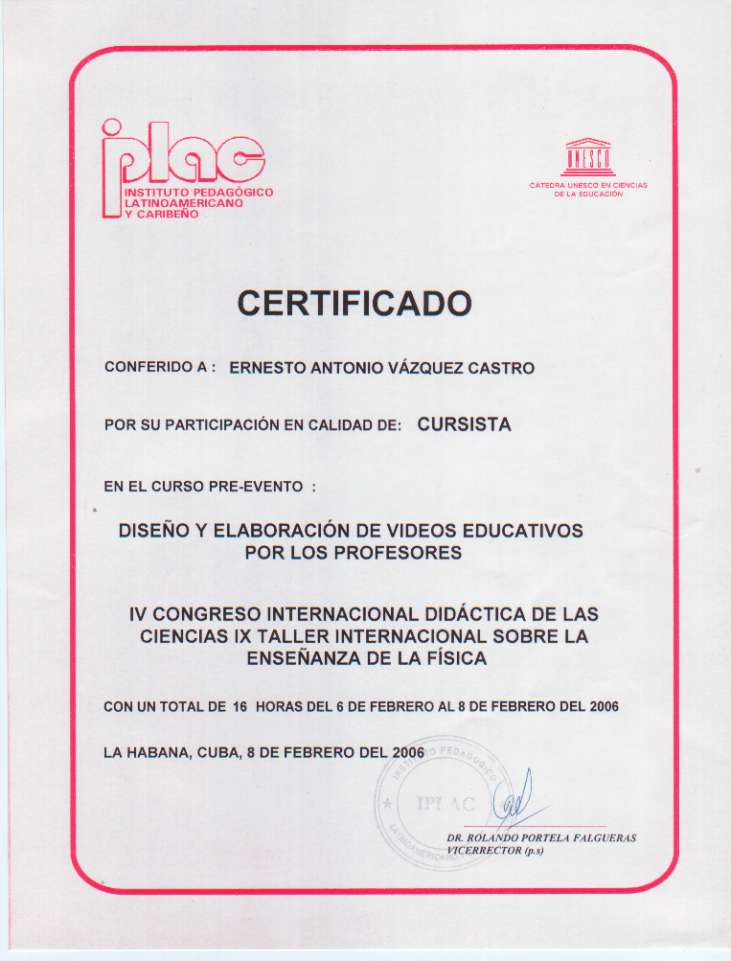 iplac
INSTITUTO PEDAGÓGICO
LATINOAMERICANO
Y CARIBEÑO
UNESCO
CÁTEDRA UNESCO EN CIENCIAS
DE LA EDUCACIÓN
CERTIFICADO
CONFERIDO A : ERNESTO ANTONIO VÁZQUEZ CASTRO
POR SU PARTICIPACIÓN EN CALIDAD DE: CURSISTA
EN EL CURSO PRE-EVENTO :
DISEÑO Y ELABORACIÓN DE VIDEOS EDUCATIVOS
POR LOS PROFESORES
IV CONGRESO INTERNACIONAL DIDÁCTICA DE LAS
CIENCIAS IX TALLER INTERNACIONAL SOBRE LA
ENSEÑANZA DE LA FÍSICA
CON UN TOTAL DE 16 HORAS DEL 6 DE FEBRERO AL 8 DE FEBRERO DEL 2006
LA HABANA, CUBA, 8 DE FEBRERO DEL 2006
INSTITUTO PEDAGOGICO
IPLAC
LATINOAMERICANO
DR. ROLANDO PORTELA FALGUERAS
VICERRECTOR (p.s)